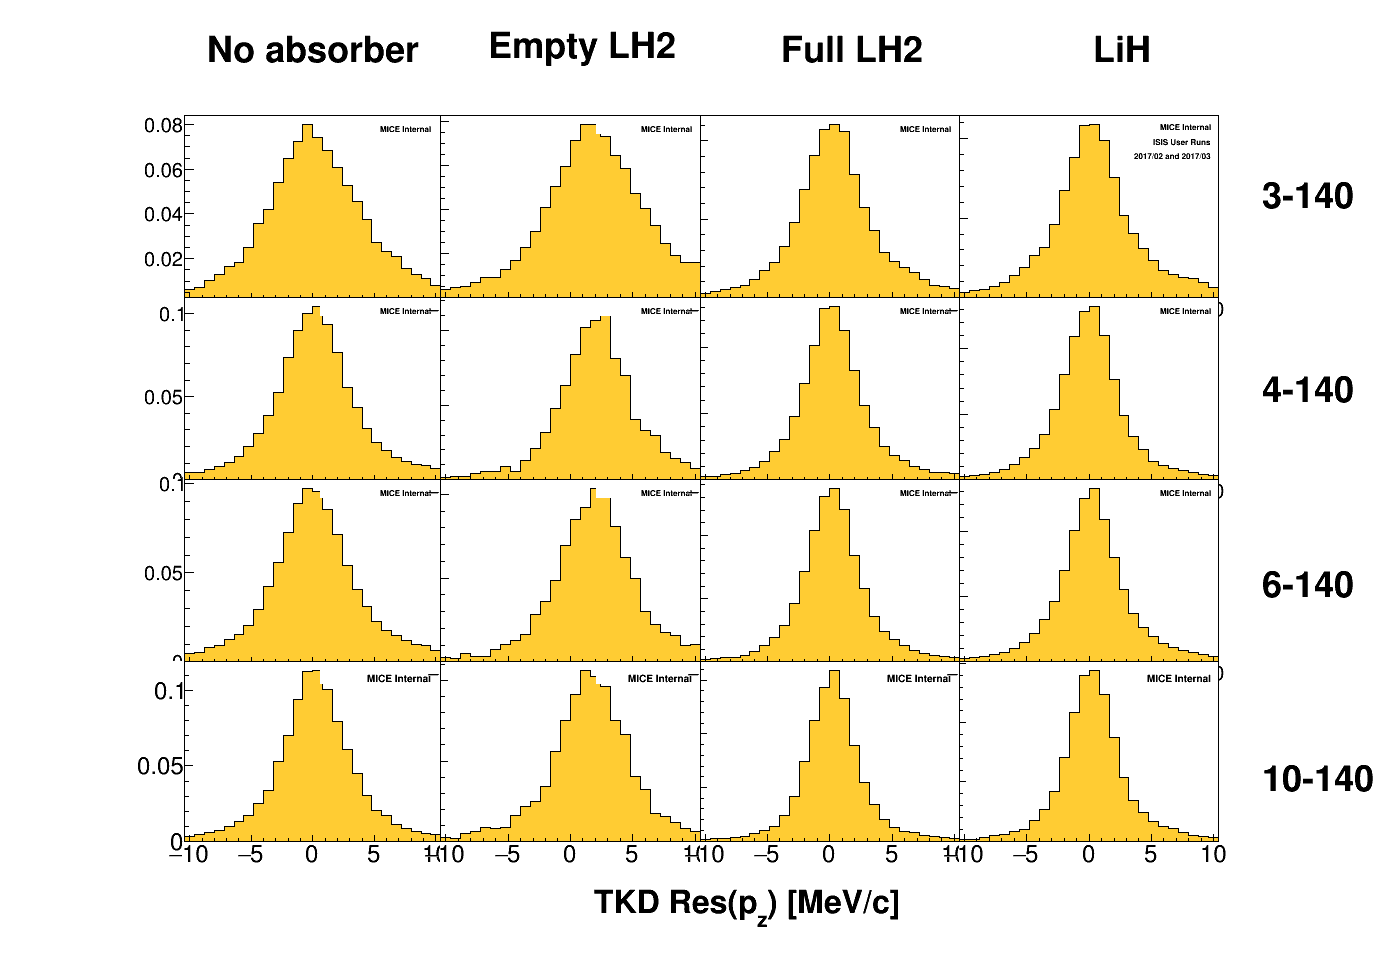 No absorber Empty LH2 Full LH2 LiH
0.08 MICE Internal MICE Internal MICE Internal MICE Internal
ISIS User Runs
2017/02 and 2017/03
0.06
3-140
0.04
0.02
0.1 MICE Internal MICE Internal MICE Internal MICE Internal
4-140
0.05
0.1 MICE Internal MICE Internal MICE Internal MICE Internal
0.05
6-140
MICE Internal MICE Internal MICE Internal MICE Internal
0.1
0.05
10-140
0
−10 −5 0 5 10 −5 0 5 10 −5 0 5 10 −5 0 5 10
TKD Res(pz) [MeV/c]